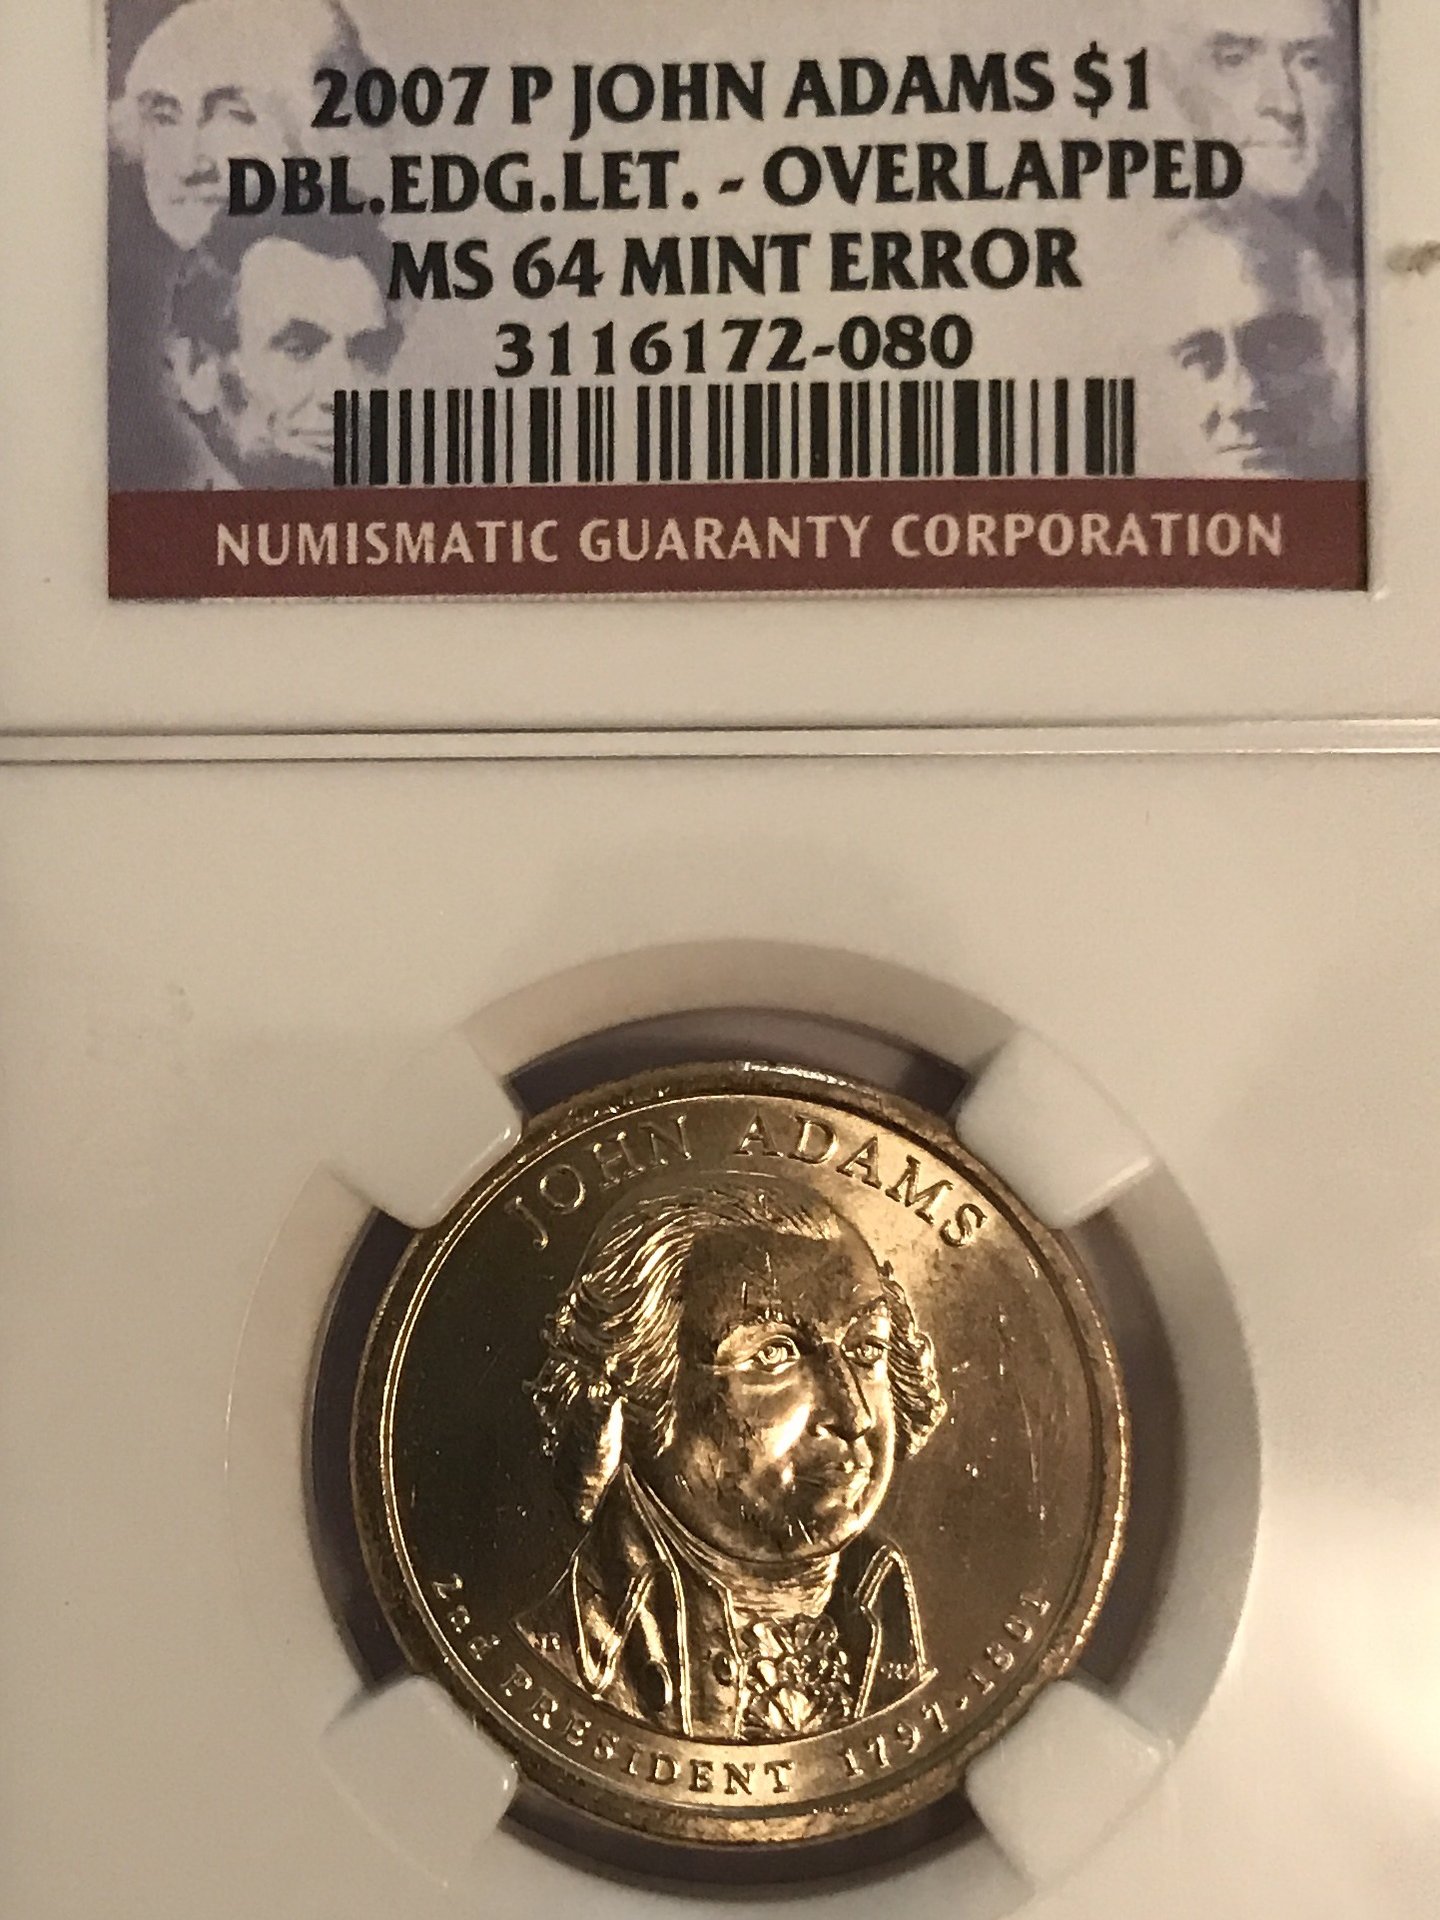 2007 P JOHN ADAMS $1
DBL.EDG.LET. - OVERLAPPED
MS 64 MINT ERROR
3116172-080
NUMISMATIC GUARANTY CORPORATION
JOHN ADAMS
2nd PRESIDENT 1797-1801